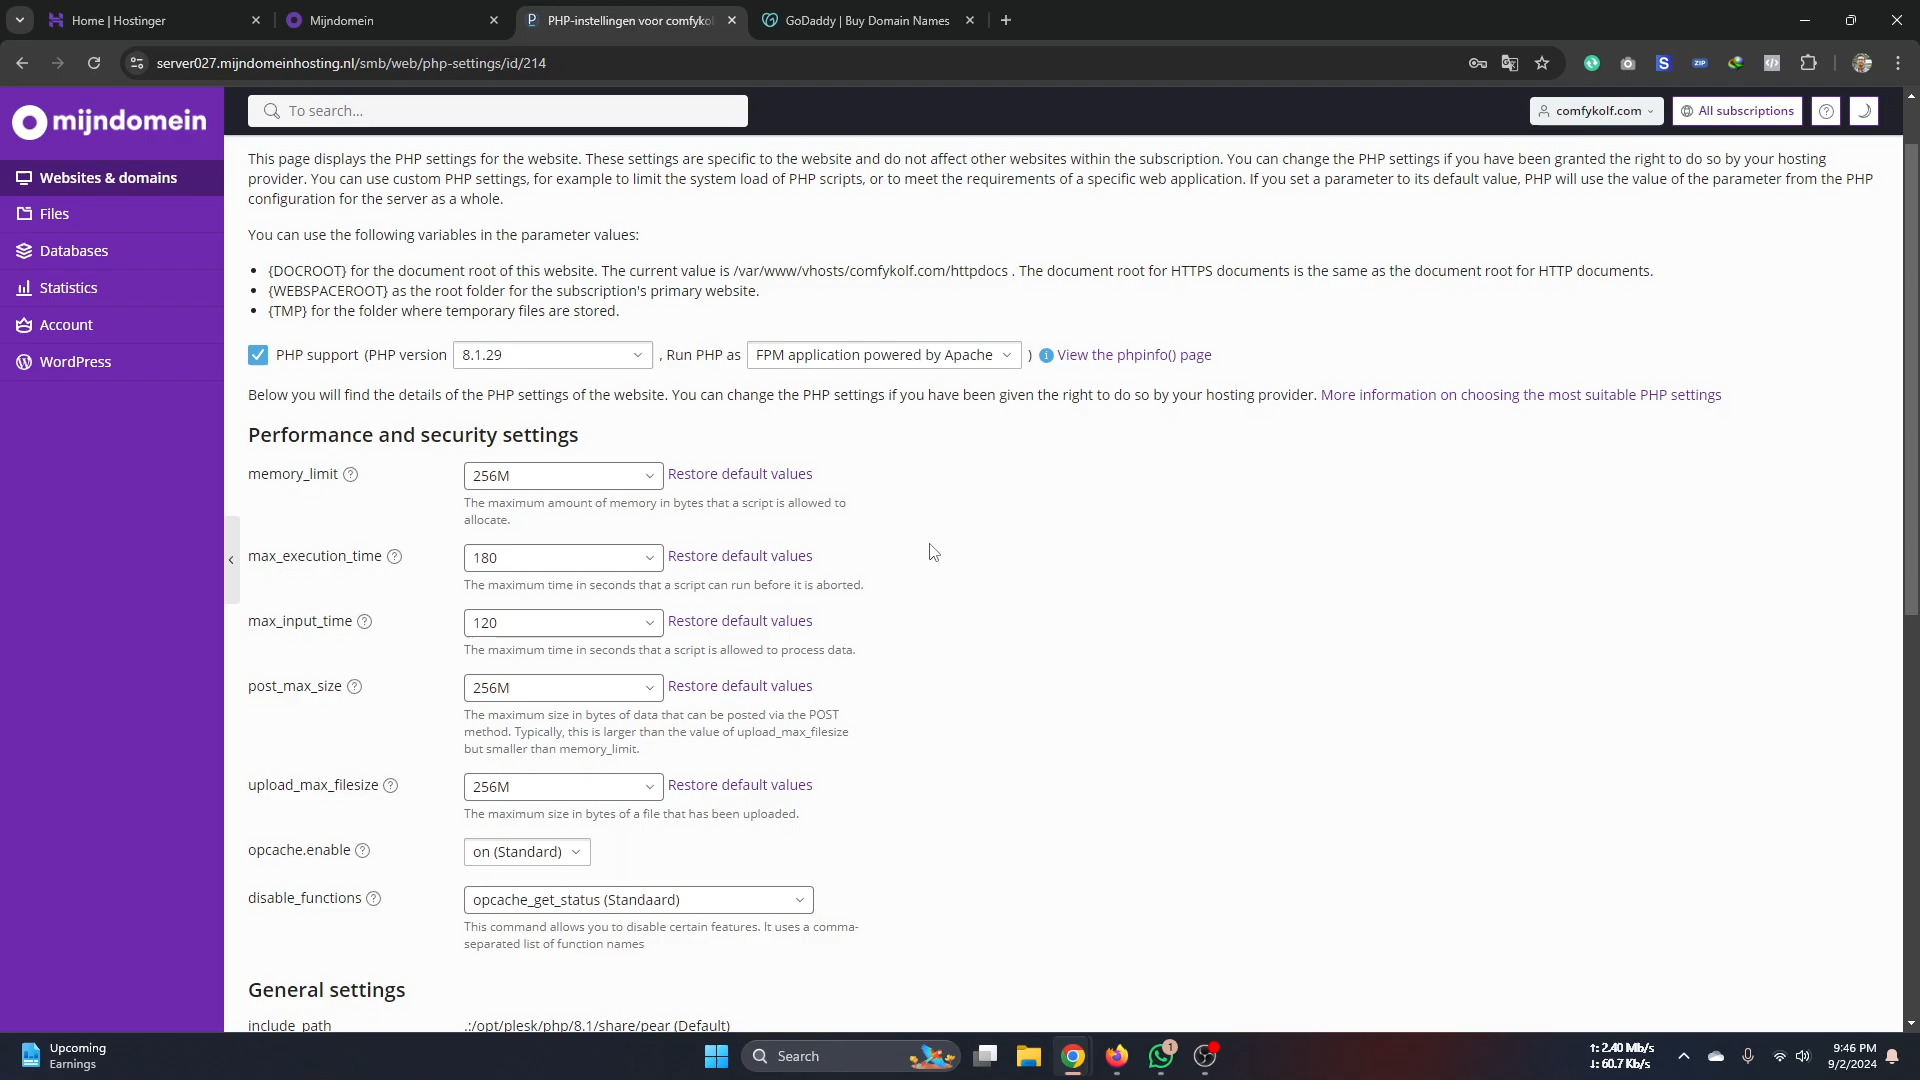 Home | Hostinger
Mijndomein
PHP-instellingen voor comfykol
GoDaddy | Buy Domain Names
server027.mijndomeinhosting.nl/smb/web/php-settings/id/214
mijndomein
To search...
comfykolf.com
All subscriptions
Websites & domains
Files
Databases
Statistics
Account
WordPress
This page displays the PHP settings for the website. These settings are specific to the website and do not affect other websites within the subscription. You can change the PHP settings if you have been granted the right to do so by your hosting
provider. You can use custom PHP settings, for example to limit the system load of PHP scripts, or to meet the requirements of a specific web application. If you set a parameter to its default value, PHP will use the value of the parameter from the PHP
configuration for the server as a whole.
You can use the following variables in the parameter values:
• {DOCROOT} for the document root of this website. The current value is /var/www/vhosts/comfykolf.com/httpdocs . The document root for HTTPS documents is the same as the document root for HTTP documents.
• {WEBSPACEROOT} as the root folder for the subscription's primary website.
• {TMP} for the folder where temporary files are stored.
PHP support (PHP version 8.1.29 , Run PHP as FPM application powered by Apache ) View the phpinfo() page
Below you will find the details of the PHP settings of the website. You can change the PHP settings if you have been given the right to do so by your hosting provider. More information on choosing the most suitable PHP settings
Performance and security settings
memory_limit 256M Restore default values
The maximum amount of memory in bytes that a script is allowed to
allocate.
max_execution_time 180 Restore default values
The maximum time in seconds that a script can run before it is aborted.
max_input_time 120 Restore default values
The maximum time in seconds that a script is allowed to process data.
post_max_size 256M Restore default values
The maximum size in bytes of data that can be posted via the POST
method. Typically, this is larger than the value of upload_max_filesize
but smaller than memory_limit.
upload_max_filesize 256M Restore default values
The maximum size in bytes of a file that has been uploaded.
opcache.enable on (Standard)
disable_functions opcache_get_status (Standaard)
This command allows you to disable certain features. It uses a comma-
separated list of function names
General settings
include_path .:/opt/plesk/php/8.1/share/pear (Default)
Upcoming
Earnings
Search
1
↑: 2.40 Mb/s
↓: 60.7 Kb/s
9:46 PM
9/2/2024